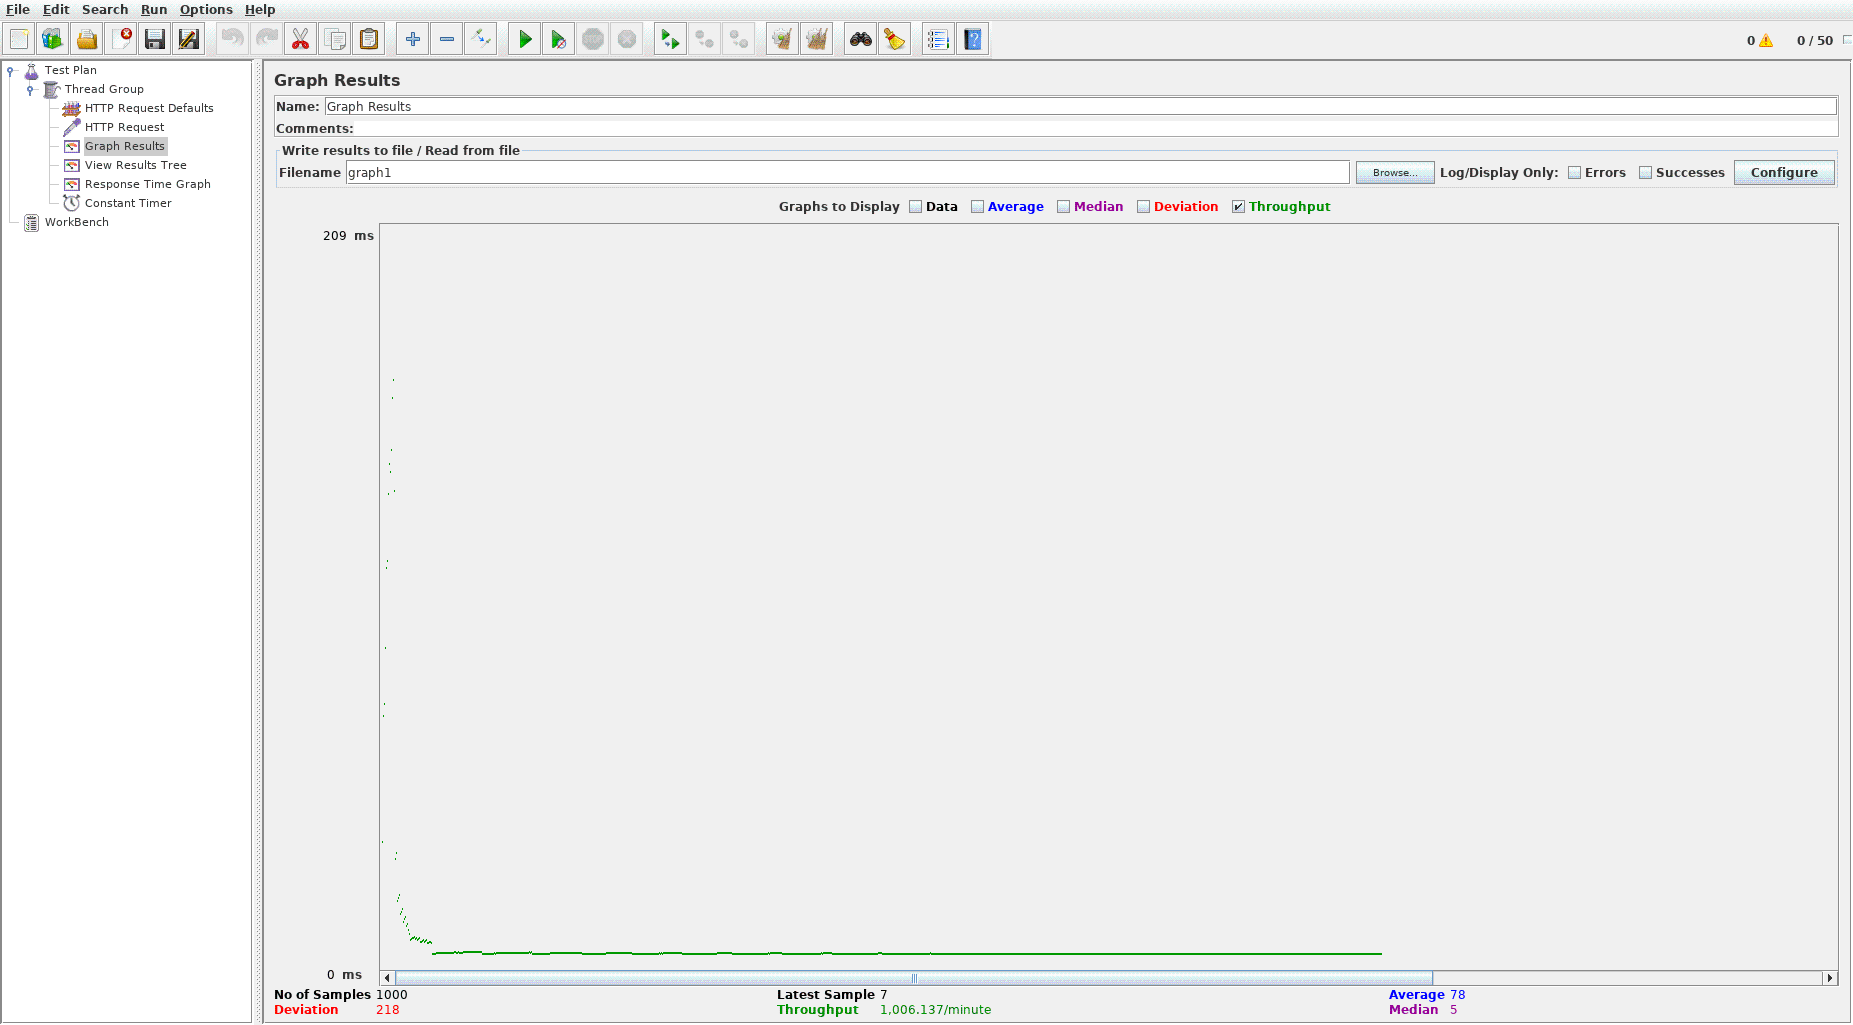 File Edit Search Run Options Help
0 0 / 50
Test Plan
Thread Group
HTTP Request Defaults
HTTP Request
Graph Results
View Results Tree
Response Time Graph
Constant Timer
WorkBench
Graph Results
Name: Graph Results
Comments:
Write results to file / Read from file
Filename graph1 Browse... Log/Display Only: Errors Successes Configure
Graphs to Display Data Average Median Deviation Throughput
209 ms
0 ms
No of Samples 1000 Latest Sample 7 Average 78
Deviation 218 Throughput 1,006.137/minute Median 5